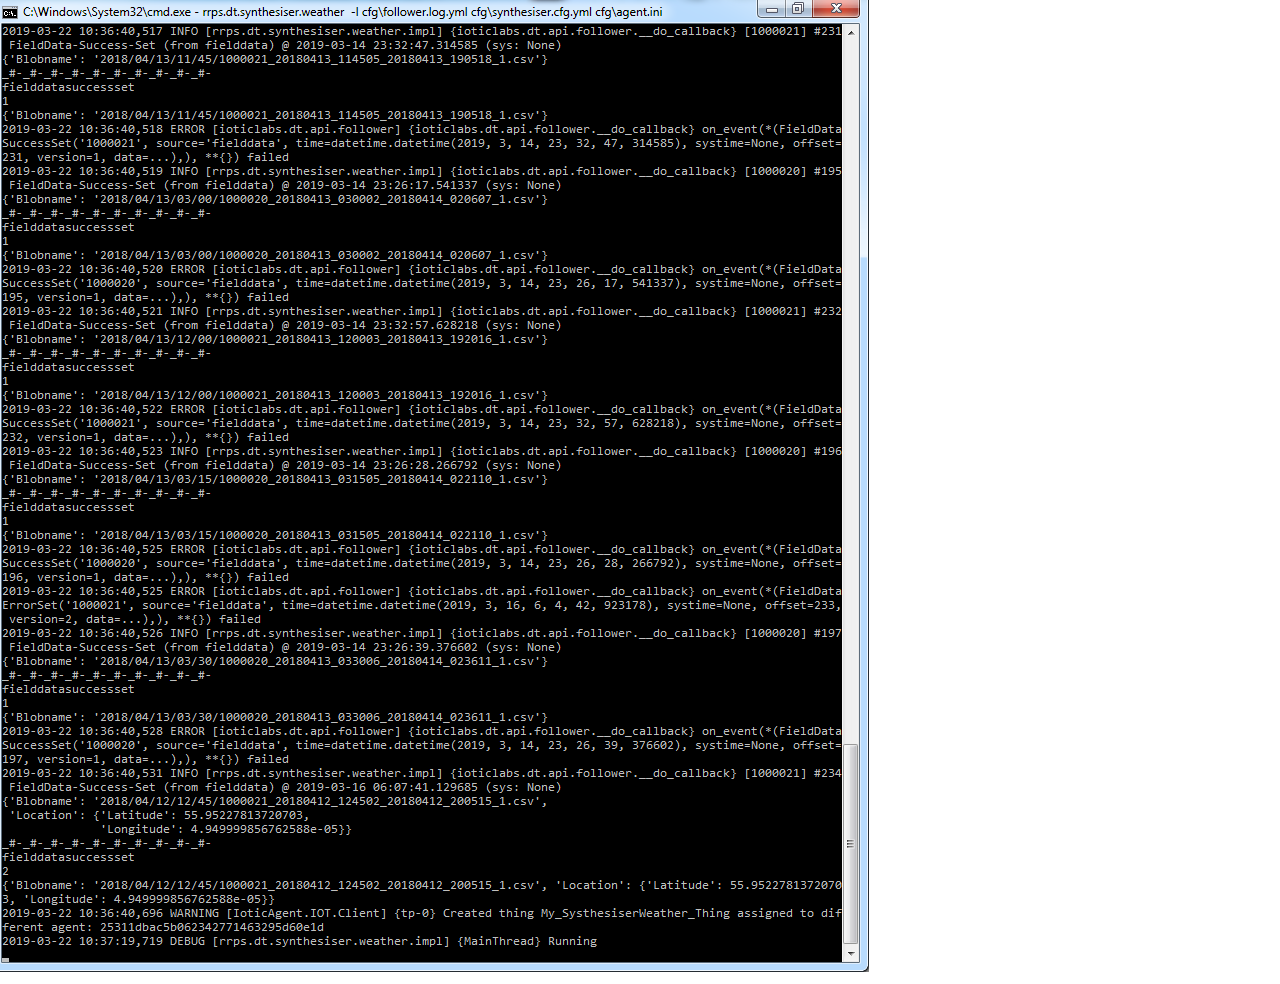 C:\Windows\System32\cmd.exe - rrps.dt.synthesiser.weather  -l cfg\follower.log.yml cfg\synthesiser.cfg.yml cfg\agent.ini
2019-03-22 10:36:40,517 INFO [rrps.dt.synthesiser.weather.impl] {ioticlabs.dt.api.follower.__do_callback} [1000021] #231
 FieldData-Success-Set (from fielddata) @ 2019-03-14 23:32:47.314585 (sys: None)
{'Blobname': '2018/04/13/11/45/1000021_20180413_114505_20180413_190518_1.csv'}
_#-_#-_#-_#-_#-_#-_#-_#-_#-_#-
fielddatasuccessset
1
{'Blobname': '2018/04/13/11/45/1000021_20180413_114505_20180413_190518_1.csv'}
2019-03-22 10:36:40,518 ERROR [ioticlabs.dt.api.follower] {ioticlabs.dt.api.follower.__do_callback} on_event(*(FieldData
SuccessSet('1000021', source='fielddata', time=datetime.datetime(2019, 3, 14, 23, 32, 47, 314585), systime=None, offset=
231, version=1, data=...),), **{}) failed
2019-03-22 10:36:40,519 INFO [rrps.dt.synthesiser.weather.impl] {ioticlabs.dt.api.follower.__do_callback} [1000020] #195
 FieldData-Success-Set (from fielddata) @ 2019-03-14 23:26:17.541337 (sys: None)
{'Blobname': '2018/04/13/03/00/1000020_20180413_030002_20180414_020607_1.csv'}
_#-_#-_#-_#-_#-_#-_#-_#-_#-_#-
fielddatasuccessset
1
{'Blobname': '2018/04/13/03/00/1000020_20180413_030002_20180414_020607_1.csv'}
2019-03-22 10:36:40,520 ERROR [ioticlabs.dt.api.follower] {ioticlabs.dt.api.follower.__do_callback} on_event(*(FieldData
SuccessSet('1000020', source='fielddata', time=datetime.datetime(2019, 3, 14, 23, 26, 17, 541337), systime=None, offset=
195, version=1, data=...),), **{}) failed
2019-03-22 10:36:40,521 INFO [rrps.dt.synthesiser.weather.impl] {ioticlabs.dt.api.follower.__do_callback} [1000021] #232
 FieldData-Success-Set (from fielddata) @ 2019-03-14 23:32:57.628218 (sys: None)
{'Blobname': '2018/04/13/12/00/1000021_20180413_120003_20180413_192016_1.csv'}
_#-_#-_#-_#-_#-_#-_#-_#-_#-_#-
fielddatasuccessset
1
{'Blobname': '2018/04/13/12/00/1000021_20180413_120003_20180413_192016_1.csv'}
2019-03-22 10:36:40,522 ERROR [ioticlabs.dt.api.follower] {ioticlabs.dt.api.follower.__do_callback} on_event(*(FieldData
SuccessSet('1000021', source='fielddata', time=datetime.datetime(2019, 3, 14, 23, 32, 57, 628218), systime=None, offset=
232, version=1, data=...),), **{}) failed
2019-03-22 10:36:40,523 INFO [rrps.dt.synthesiser.weather.impl] {ioticlabs.dt.api.follower.__do_callback} [1000020] #196
 FieldData-Success-Set (from fielddata) @ 2019-03-14 23:26:28.266792 (sys: None)
{'Blobname': '2018/04/13/03/15/1000020_20180413_031505_20180414_022110_1.csv'}
_#-_#-_#-_#-_#-_#-_#-_#-_#-_#-
fielddatasuccessset
1
{'Blobname': '2018/04/13/03/15/1000020_20180413_031505_20180414_022110_1.csv'}
2019-03-22 10:36:40,525 ERROR [ioticlabs.dt.api.follower] {ioticlabs.dt.api.follower.__do_callback} on_event(*(FieldData
SuccessSet('1000020', source='fielddata', time=datetime.datetime(2019, 3, 14, 23, 26, 28, 266792), systime=None, offset=
196, version=1, data=...),), **{}) failed
2019-03-22 10:36:40,525 ERROR [ioticlabs.dt.api.follower] {ioticlabs.dt.api.follower.__do_callback} on_event(*(FieldData
ErrorSet('1000021', source='fielddata', time=datetime.datetime(2019, 3, 16, 6, 4, 42, 923178), systime=None, offset=233,
 version=2, data=...),), **{}) failed
2019-03-22 10:36:40,526 INFO [rrps.dt.synthesiser.weather.impl] {ioticlabs.dt.api.follower.__do_callback} [1000020] #197
 FieldData-Success-Set (from fielddata) @ 2019-03-14 23:26:39.376602 (sys: None)
{'Blobname': '2018/04/13/03/30/1000020_20180413_033006_20180414_023611_1.csv'}
_#-_#-_#-_#-_#-_#-_#-_#-_#-_#-
fielddatasuccessset
1
{'Blobname': '2018/04/13/03/30/1000020_20180413_033006_20180414_023611_1.csv'}
2019-03-22 10:36:40,528 ERROR [ioticlabs.dt.api.follower] {ioticlabs.dt.api.follower.__do_callback} on_event(*(FieldData
SuccessSet('1000020', source='fielddata', time=datetime.datetime(2019, 3, 14, 23, 26, 39, 376602), systime=None, offset=
197, version=1, data=...),), **{}) failed
2019-03-22 10:36:40,531 INFO [rrps.dt.synthesiser.weather.impl] {ioticlabs.dt.api.follower.__do_callback} [1000021] #234
 FieldData-Success-Set (from fielddata) @ 2019-03-16 06:07:41.129685 (sys: None)
{'Blobname': '2018/04/12/12/45/1000021_20180412_124502_20180412_200515_1.csv',
 'Location': {'Latitude': 55.95227813720703,
              'Longitude': 4.949999856762588e-05}}
_#-_#-_#-_#-_#-_#-_#-_#-_#-_#-
fielddatasuccessset
2
{'Blobname': '2018/04/12/12/45/1000021_20180412_124502_20180412_200515_1.csv', 'Location': {'Latitude': 55.9522781372070
3, 'Longitude': 4.949999856762588e-05}}
2019-03-22 10:36:40,696 WARNING [IoticAgent.IOT.Client] {tp-0} Created thing My_SysthesiserWeather_Thing assigned to dif
ferent agent: 25311dbac5b062342771463295d60e1d
2019-03-22 10:37:19,719 DEBUG [rrps.dt.synthesiser.weather.impl] {MainThread} Running